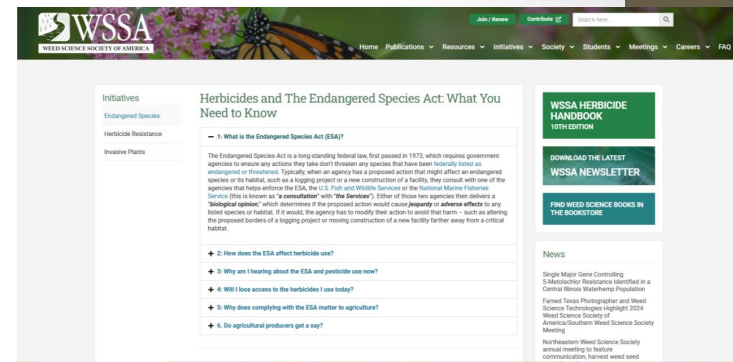 WSSA
WEED SCIENCE SOCIETY OF AMERICA
Join / Renew
Contribute
Search here...
Home Publications Resources Initiatives Society Students Meetings Careers FAQ
Initiatives
Endangered Species
Herbicide Resistance
Invasive Plants
Herbicides and The Endangered Species Act: What You
Need to Know
— 1: What is the Endangered Species Act (ESA)?
The Endangered Species Act is a long-standing federal law, first passed in 1973, which requires government
agencies to ensure any actions they take don't threaten any species that have been federally listed as
endangered or threatened. Typically, when an agency has a proposed action that might affect an endangered
species or its habitat, such as a logging project or a new construction of a facility, they consult with one of the
agencies that helps enforce the ESA, the U.S. Fish and Wildlife Services or the National Marine Fisheries
Service (this is known as "a consultation" with "the Services"). Either of those two agencies then delivers a
"biological opinion," which determines if the proposed action would cause jeopardy or adverse effects to any
listed species or habitat. If it would, the agency has to modify their action to avoid that harm – such as altering
the proposed borders of a logging project or moving construction of a new facility farther away from a critical
habitat.
+ 2: How does the ESA affect herbicide use?
+ 3: Why am I hearing about the ESA and pesticide use now?
+ 4: Will I lose access to the herbicides I use today?
+ 5: Why does complying with the ESA matter to agriculture?
+ 6. Do agricultural producers get a say?
WSSA HERBICIDE
HANDBOOK
10TH EDITION
DOWNLOAD THE LATEST
WSSA NEWSLETTER
FIND WEED SCIENCE BOOKS IN
THE BOOKSTORE
News
Single Major Gene Controlling
S-Metolachlor Resistance Identified in a
Central Illinois Waterhemp Population
Famed Texas Photographer and Weed
Science Technologies Highlight 2024
Weed Science Society of
America/Southern Weed Science Society
Meeting
Northeastern Weed Science Society
annual meeting to feature
communication, harvest weed seed